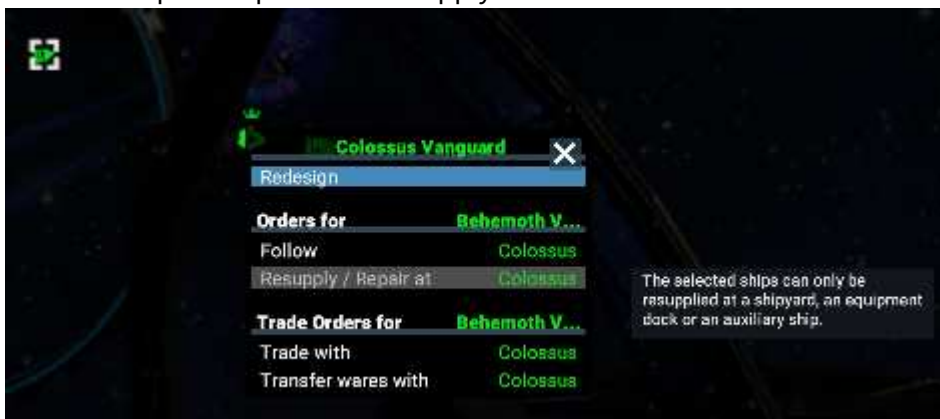 Colossus Vanguard
Redesign
Orders for Behemoth V...
Follow Colossus
Resupply / Repair at Colossus
The selected ships can only be
resupplied at a shipyard, an equipment
dock or an auxiliary ship.
Trade Orders for Behemoth V...
Trade with Colossus
Transfer wares with Colossus